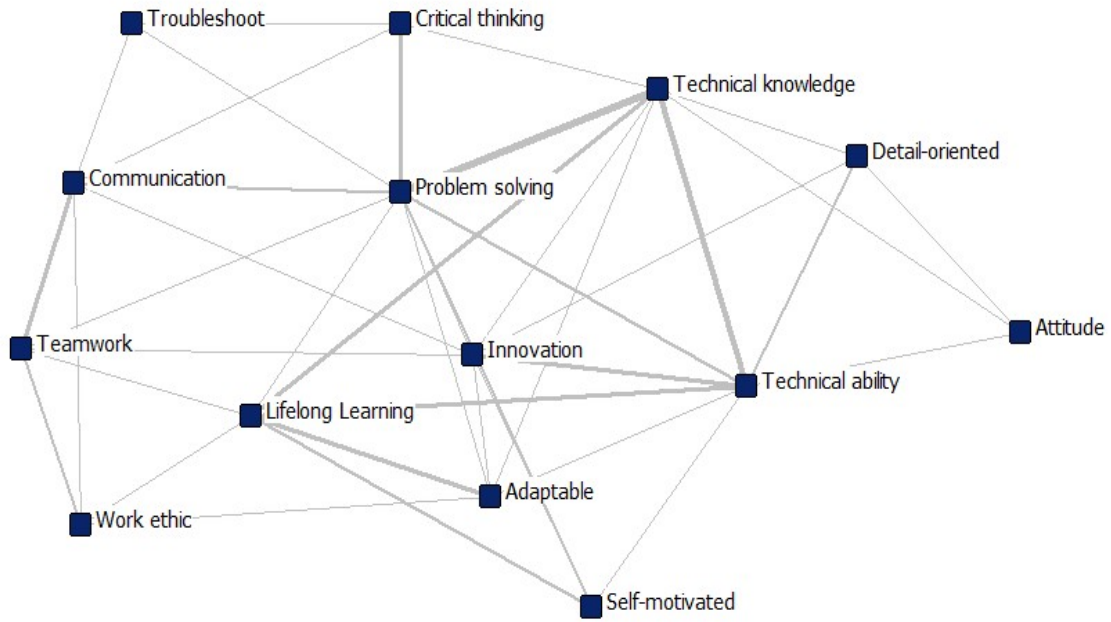 Troubleshoot
Critical thinking
Technical knowledge
Detail-oriented
Communication
Problem solving
Attitude
Teamwork
Innovation
Technical ability
Lifelong Learning
Adaptable
Work ethic
Self-motivated